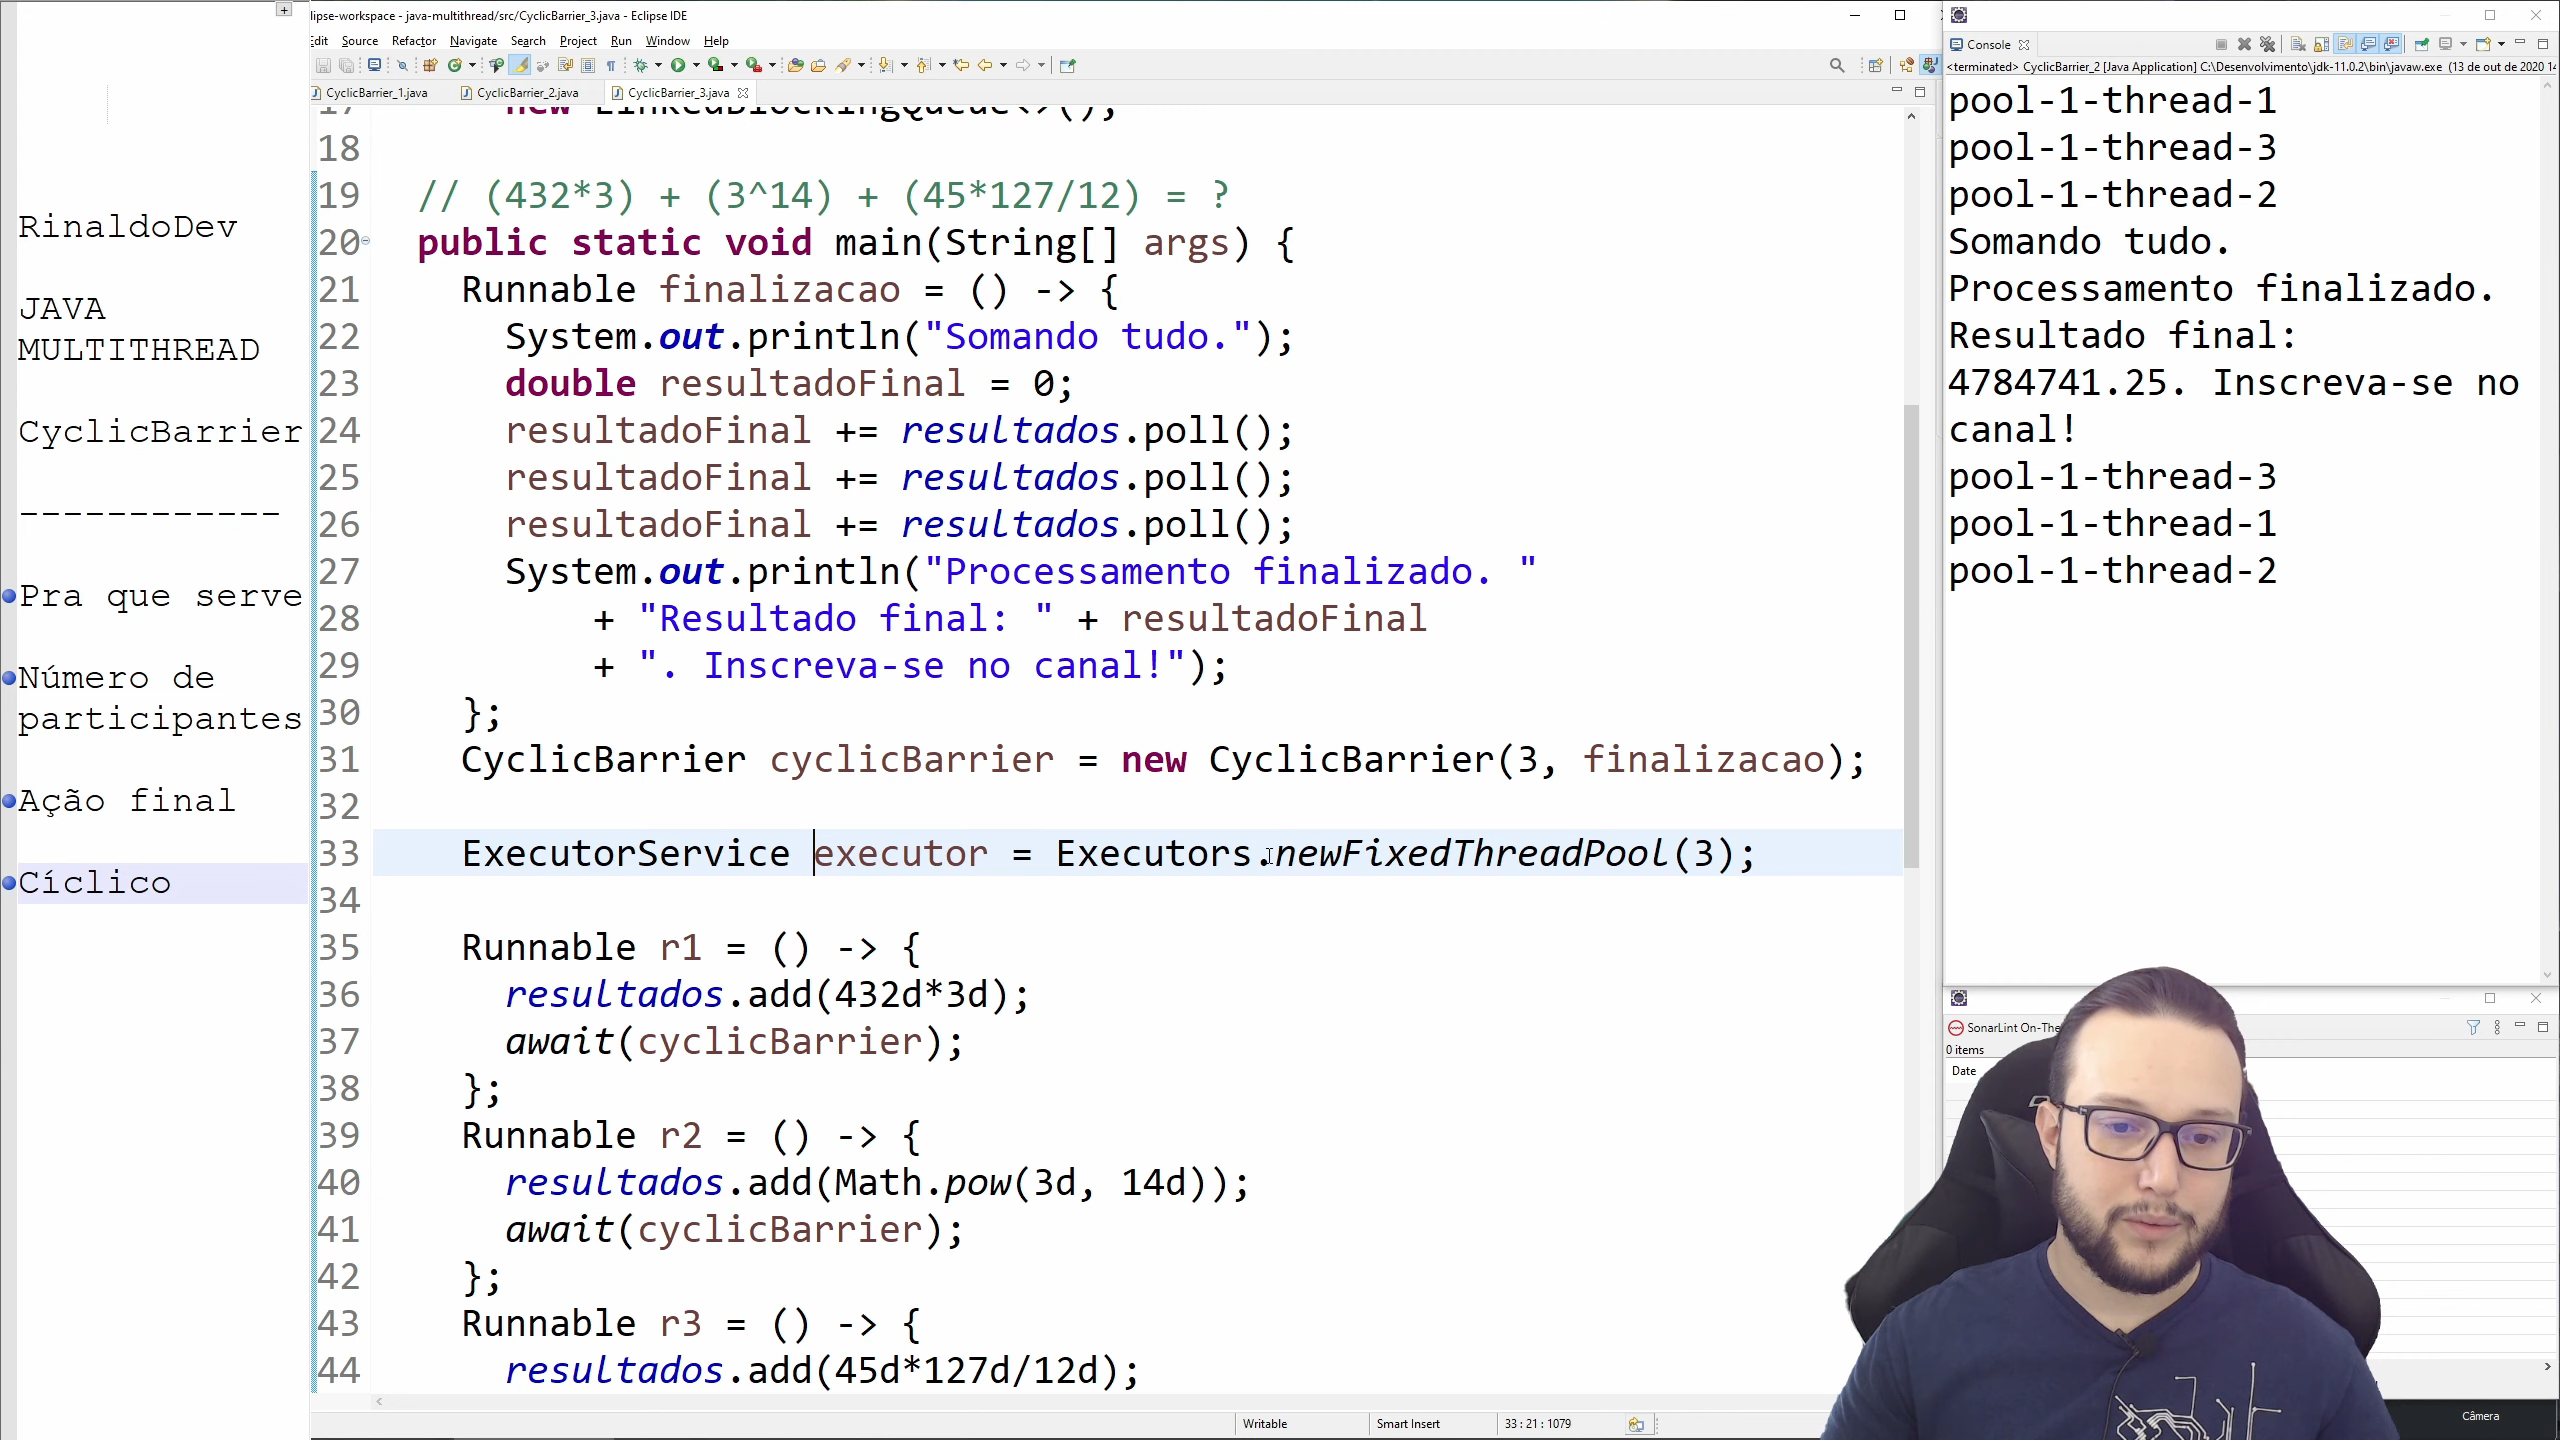 RinaldoDev
JAVA
MULTITHREAD
CyclicBarrier
------------
Pra que serve
Número de
participantes
Ação final
Cíclico
lipse-workspace - java-multithread/src/CyclicBarrier_3.java - Eclipse IDE
Edit Source Refactor Navigate Search Project Run Window Help
CyclicBarrier_1.java CyclicBarrier_2.java CyclicBarrier_3.java
17 new LinkedBlockingQueue<>();
18
19 // (432*3) + (3^14) + (45*127/12) = ?
20 public static void main(String[] args) {
21 Runnable finalizacao = () -> {
22 System.out.println("Somando tudo.");
23 double resultadoFinal = 0;
24 resultadoFinal += resultados.poll();
25 resultadoFinal += resultados.poll();
26 resultadoFinal += resultados.poll();
27 System.out.println("Processamento finalizado. "
28 + "Resultado final: " + resultadoFinal
29 + ". Inscreva-se no canal!");
30 };
31 CyclicBarrier cyclicBarrier = new CyclicBarrier(3, finalizacao);
32
33 ExecutorService executor = Executors.newFixedThreadPool(3);
34
35 Runnable r1 = () -> {
36 resultados.add(432d*3d);
37 await(cyclicBarrier);
38 };
39 Runnable r2 = () -> {
40 resultados.add(Math.pow(3d, 14d));
41 await(cyclicBarrier);
42 };
43 Runnable r3 = () -> {
44 resultados.add(45d*127d/12d);
Writable Smart Insert 33 : 21 : 1079
Console
<terminated> CyclicBarrier_2 [Java Application] C:\Desenvolvimento\jdk-11.0.2\bin\javaw.exe (13 de out de 2020 14
pool-1-thread-1
pool-1-thread-3
pool-1-thread-2
Somando tudo.
Processamento finalizado.
Resultado final:
4784741.25. Inscreva-se no
canal!
pool-1-thread-3
pool-1-thread-1
pool-1-thread-2
SonarLint On-The
0 items
Date
Câmera